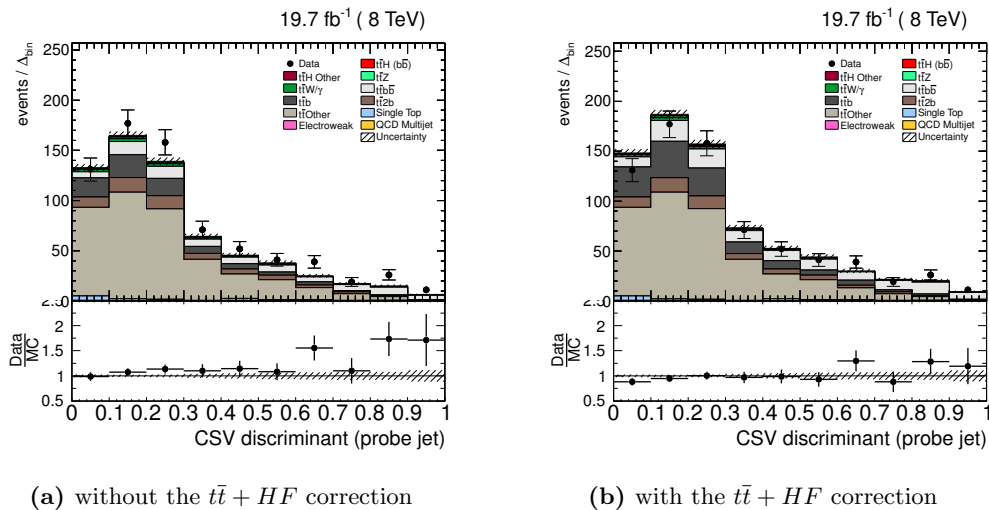 19.7 fb⁻¹ ( 8 TeV)
events / Δbin
250
200
150
100
50
Data
tt̄H (bb̄)
tt̄H Other
tt̄Z
tt̄W/γ
tt̄bb̄
tt̄b
tt̄2b
tt̄Other
Single Top
Electroweak
QCD Multijet
Uncertainty
Data
MC
2
1.5
1
0.5
0 0.1 0.2 0.3 0.4 0.5 0.6 0.7 0.8 0.9 1
CSV discriminant (probe jet)
(a) without the tt̄ + HF correction
19.7 fb⁻¹ ( 8 TeV)
events / Δbin
250
200
150
100
50
Data
tt̄H (bb̄)
tt̄H Other
tt̄Z
tt̄W/γ
tt̄bb̄
tt̄b
tt̄2b
tt̄Other
Single Top
Electroweak
QCD Multijet
Uncertainty
Data
MC
2
1.5
1
0.5
0 0.1 0.2 0.3 0.4 0.5 0.6 0.7 0.8 0.9 1
CSV discriminant (probe jet)
(b) with the tt̄ + HF correction